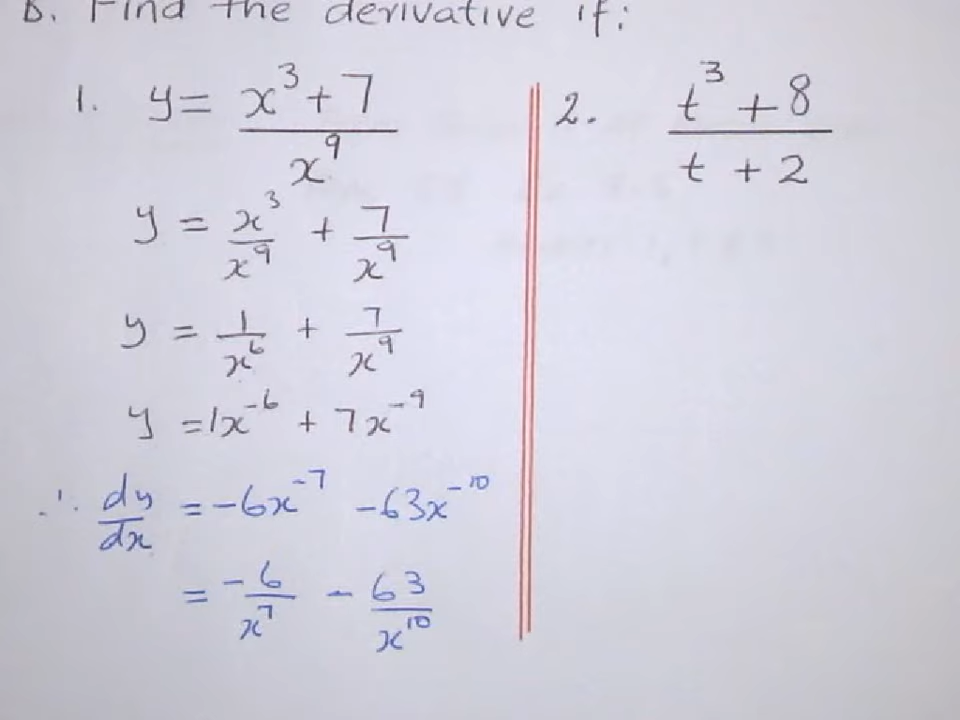 B. Find the derivative if:
1. y = (x³ + 7)/x⁹
y = x³/x⁹ + 7/x⁹
y = 1/x⁶ + 7/x⁹
y = 1x⁻⁶ + 7x⁻⁹
∴ dy/dx = -6x⁻⁷ - 63x⁻¹⁰
= -6/x⁷ - 63/x¹⁰
2. (t³ + 8)/(t + 2)